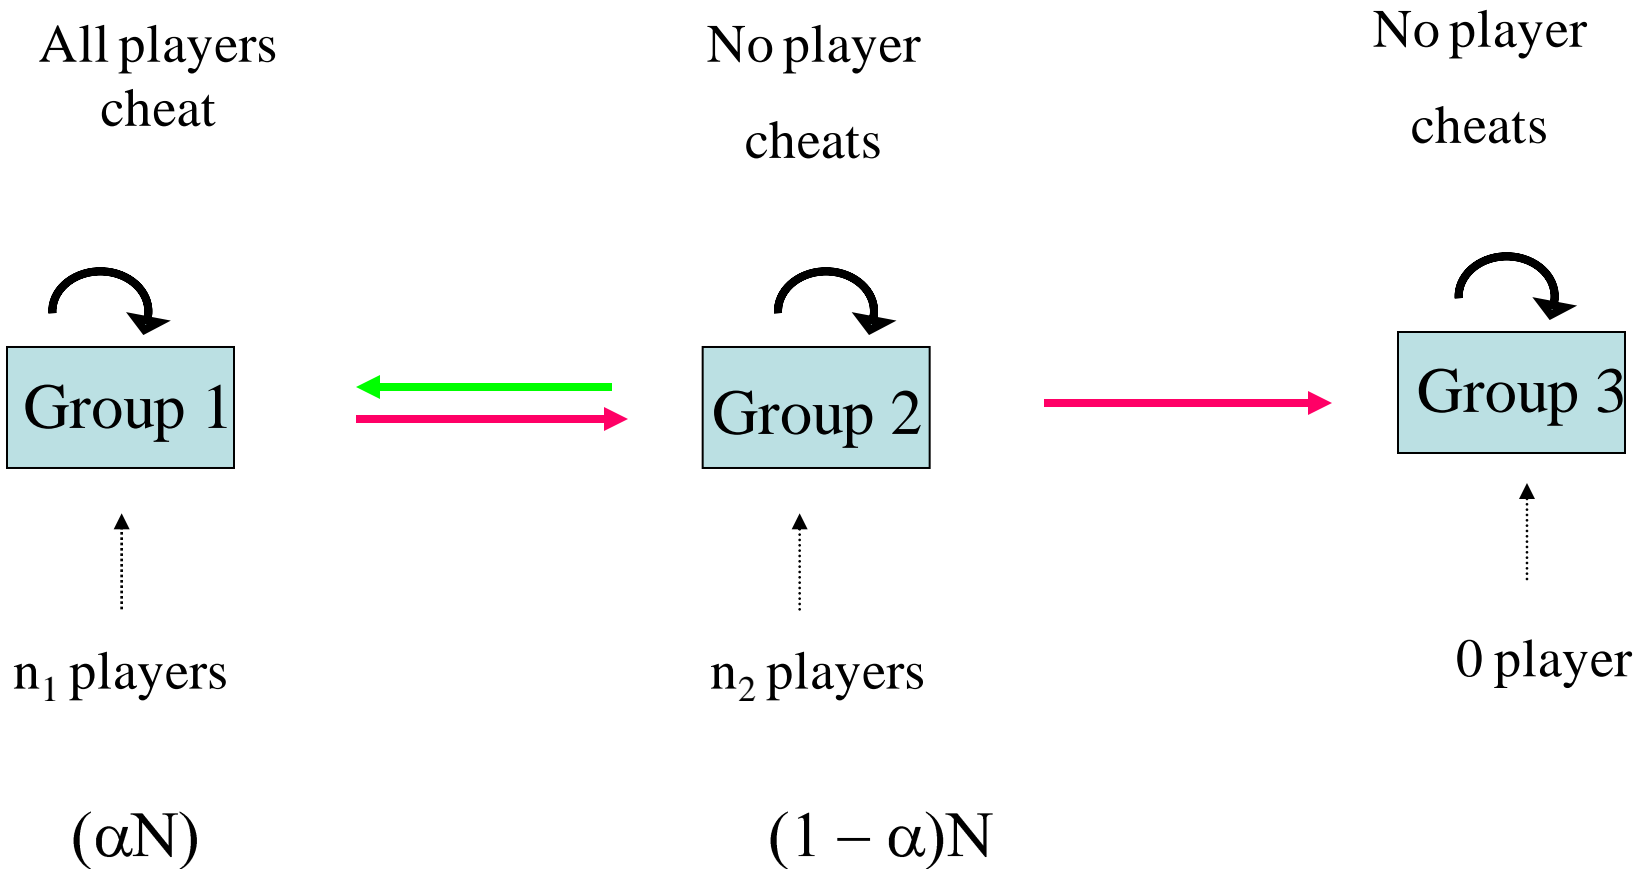 All players
cheat
No player
cheats
No player
cheats
Group 1
Group 2
Group 3
n₁ players
n₂ players
0 player
(αN)
(1 – α)N